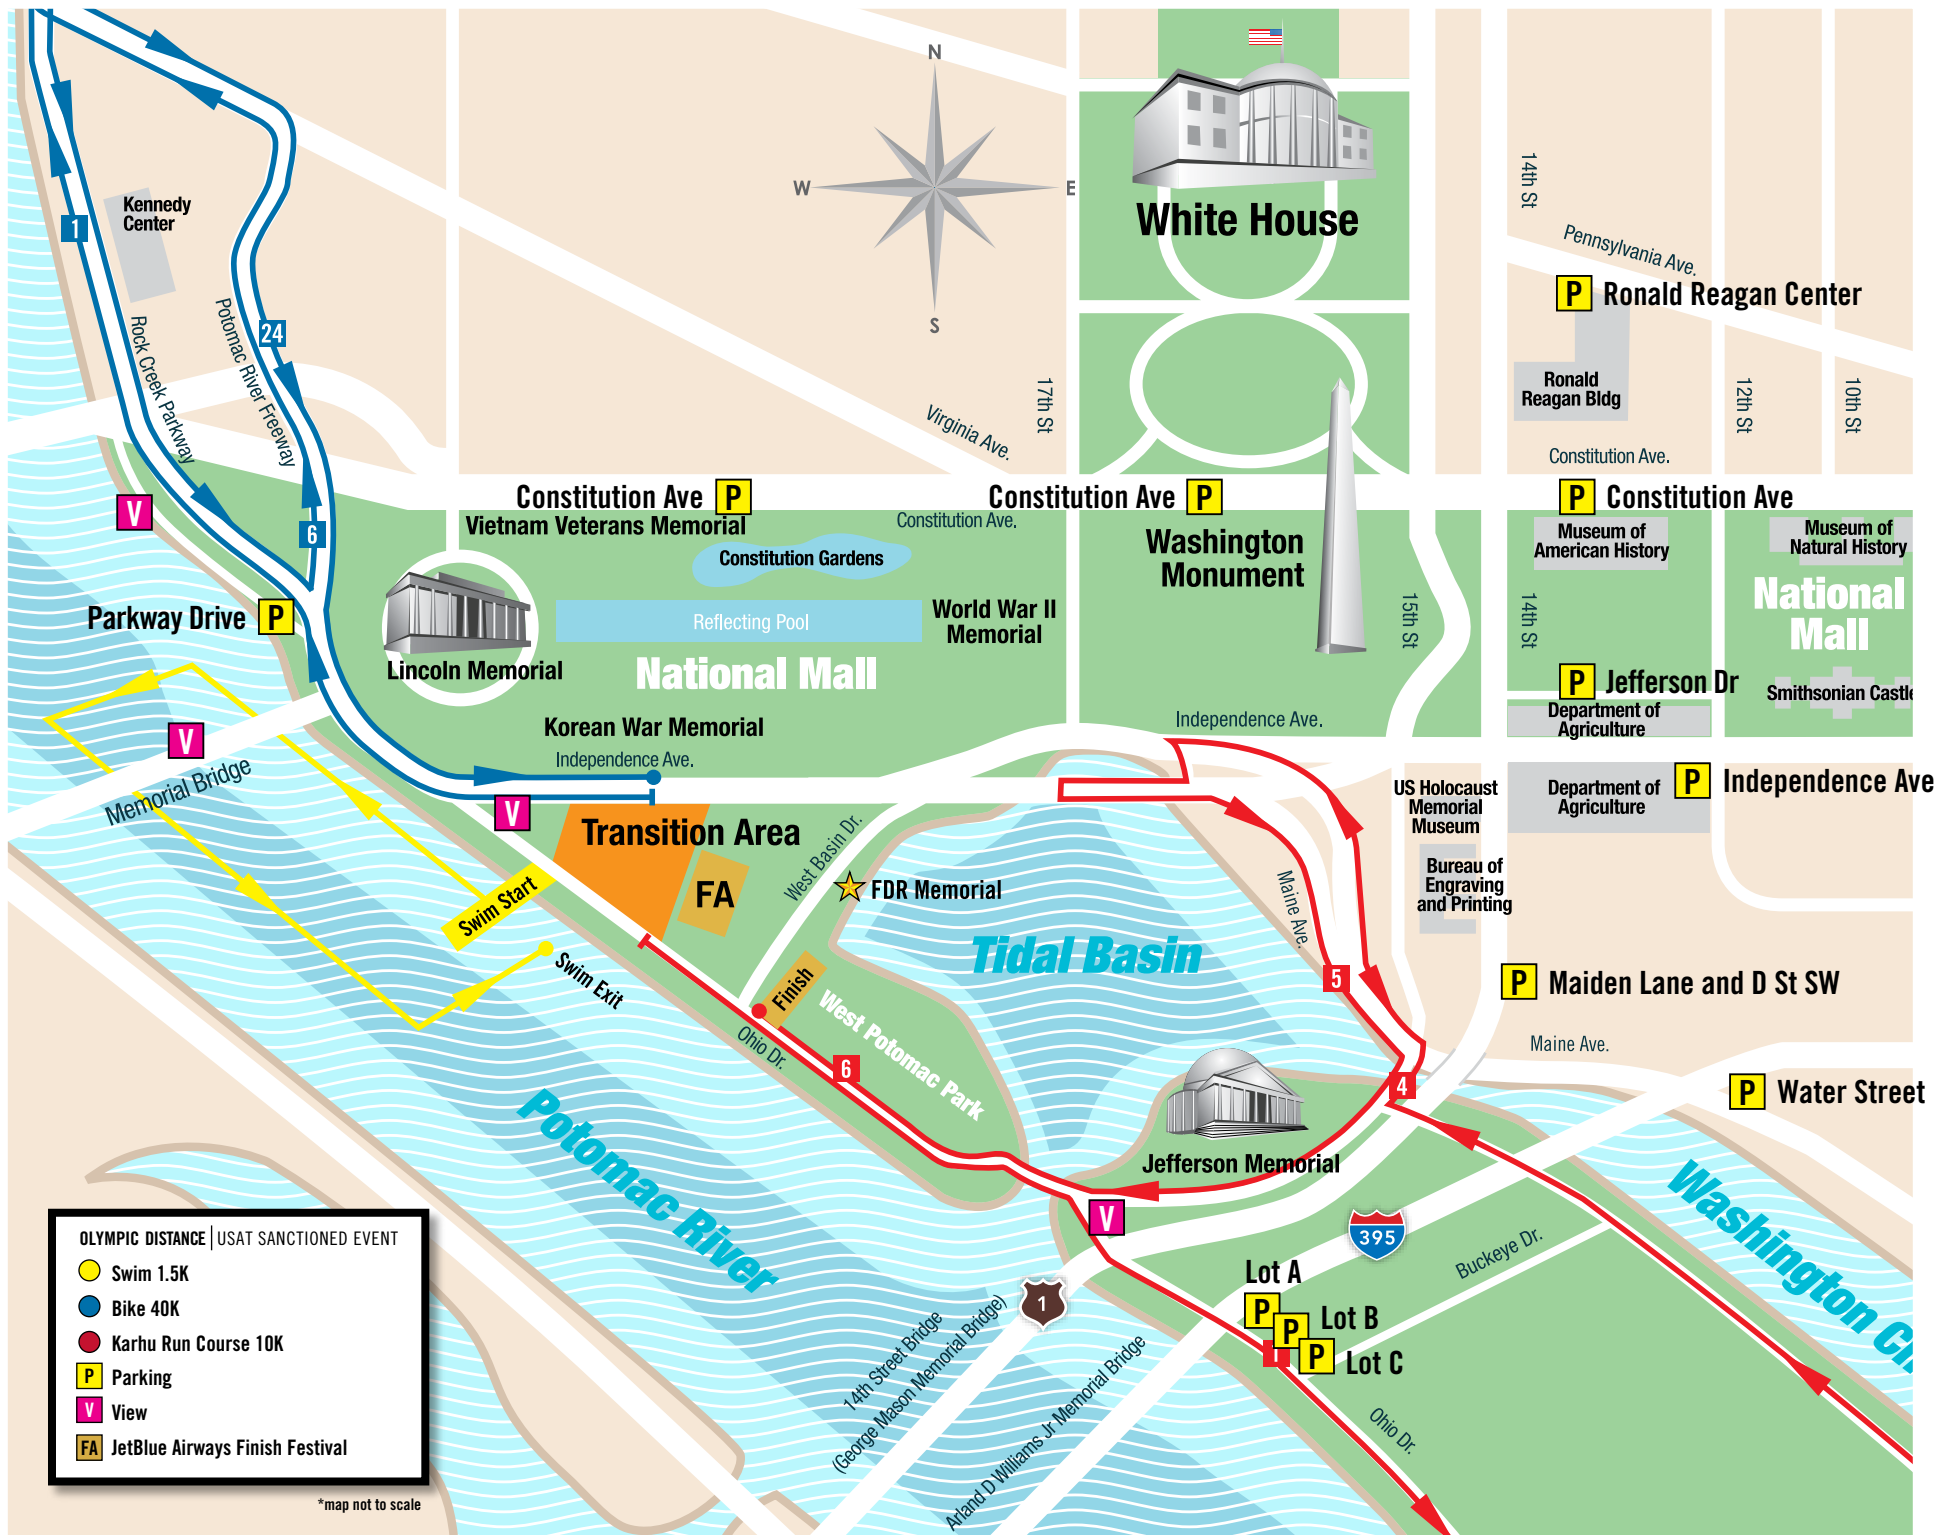 N
W
E
S
White House
Kennedy
Center
1
24
6
Rock Creek Parkway
Potomac River Freeway
Virginia Ave.
17th St
14th St
Pennsylvania Ave.
P Ronald Reagan Center
Ronald
Reagan Bldg
12th St
10th St
Constitution Ave.
V
Constitution Ave P
Constitution Ave P
P Constitution Ave
Vietnam Veterans Memorial
Constitution Ave.
Constitution Gardens
Washington
Monument
Museum of
American History
Museum of
Natural History
National
Mall
Parkway Drive P
Reflecting Pool
World War II
Memorial
15th St
14th St
Lincoln Memorial
National Mall
P Jefferson Dr
Smithsonian Castle
Department of
Agriculture
Korean War Memorial
Independence Ave.
Independence Ave.
V
Memorial Bridge
V
Transition Area
FA
West Basin Dr.
FDR Memorial
US Holocaust
Memorial
Museum
Department of
Agriculture
P Independence Ave
Bureau of
Engraving
and Printing
Maine Ave.
Swim Start
Swim Exit
Finish
Tidal Basin
5
P Maiden Lane and D St SW
Maine Ave.
West Potomac Park
Ohio Dr.
6
4
P Water Street
Jefferson Memorial
Potomac River
V
395
Buckeye Dr.
Washington Ch
1
Lot A
P
P Lot B
P Lot C
1
14th Street Bridge
(George Mason Memorial Bridge)
Arland D Williams Jr Memorial Bridge
Ohio Dr.
OLYMPIC DISTANCE | USAT SANCTIONED EVENT
Swim 1.5K
Bike 40K
Karhu Run Course 10K
P Parking
V View
FA JetBlue Airways Finish Festival
*map not to scale